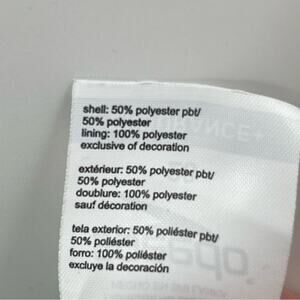 shell: 50% polyester pbt/
50% polyester
lining: 100% polyester
exclusive of decoration
extérieur: 50% polyester pbt/
50% polyester
doublure: 100% polyester
sauf décoration
tela exterior: 50% poliéster pbt/
50% poliéster
forro: 100% poliéster
excluye la decoración